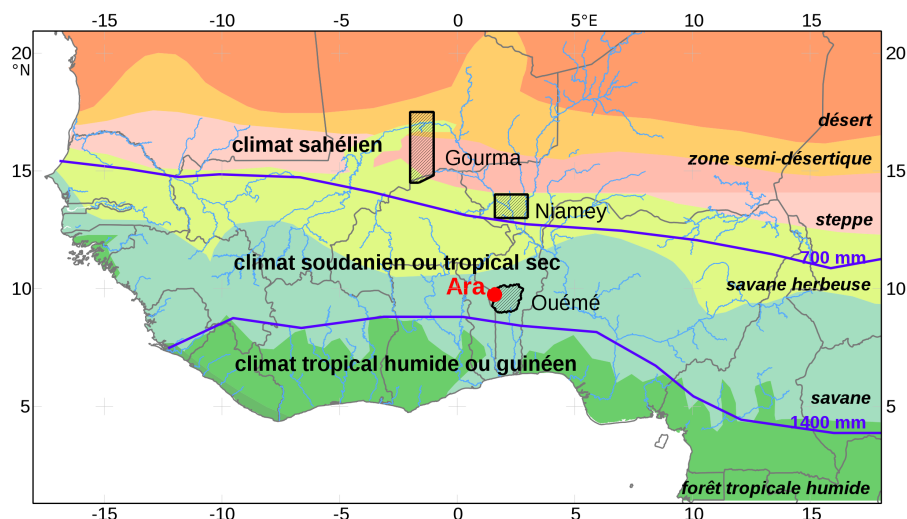 -15 -10 -5 0 5°E 10 15
20 20
°N
désert
climat sahélien
Gourma
zone semi-désertique
15 15
Niamey
steppe
700 mm
climat soudanien ou tropical sec
savane herbeuse
Ara
10 10
Ouémé
climat tropical humide ou guinéen
savane
5 5
1400 mm
forêt tropicale humide
-15 -10 -5 0 5 10 15